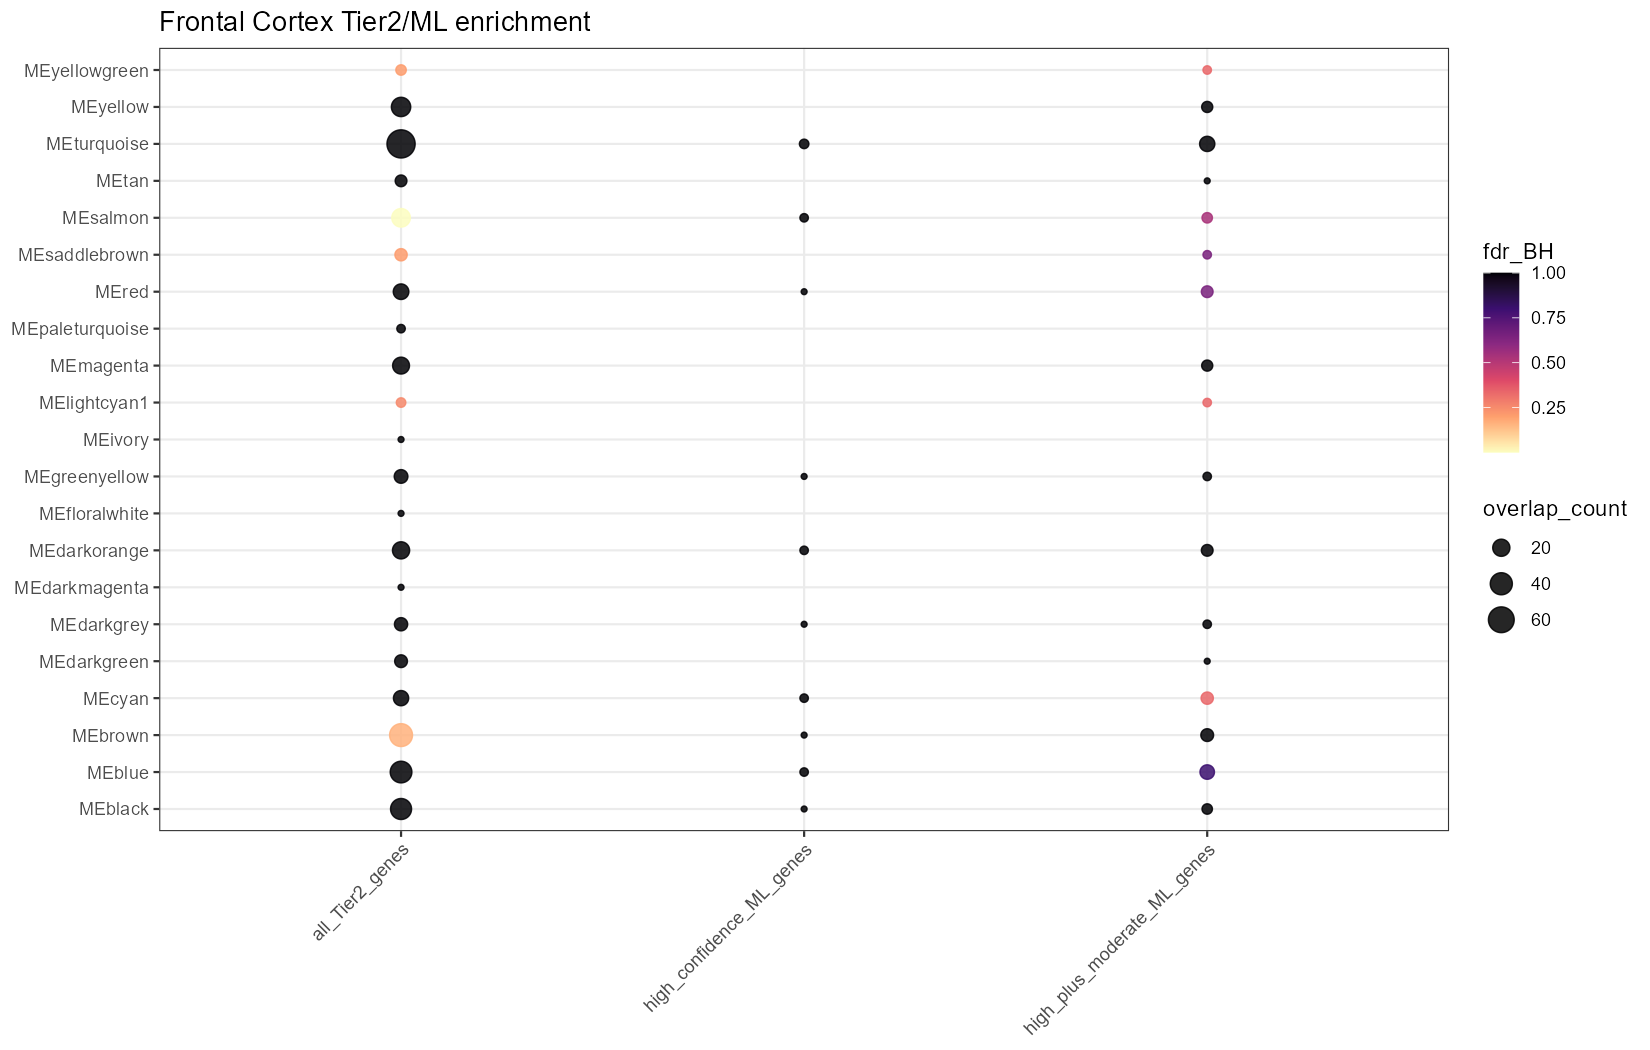 Frontal Cortex Tier2/ML enrichment
MEyellowgreen
MEyellow
MEturquoise
MEtan
MEsalmon
MEsaddlebrown
MEred
MEpaleturquoise
MEmagenta
MElightcyan1
MEivory
MEgreenyellow
MEfloralwhite
MEdarkorange
MEdarkmagenta
MEdarkgrey
MEdarkgreen
MEcyan
MEbrown
MEblue
MEblack
all_Tier2_genes
high_confidence_ML_genes
high_plus_moderate_ML_genes
fdr_BH
1.00
0.75
0.50
0.25
overlap_count
20
40
60